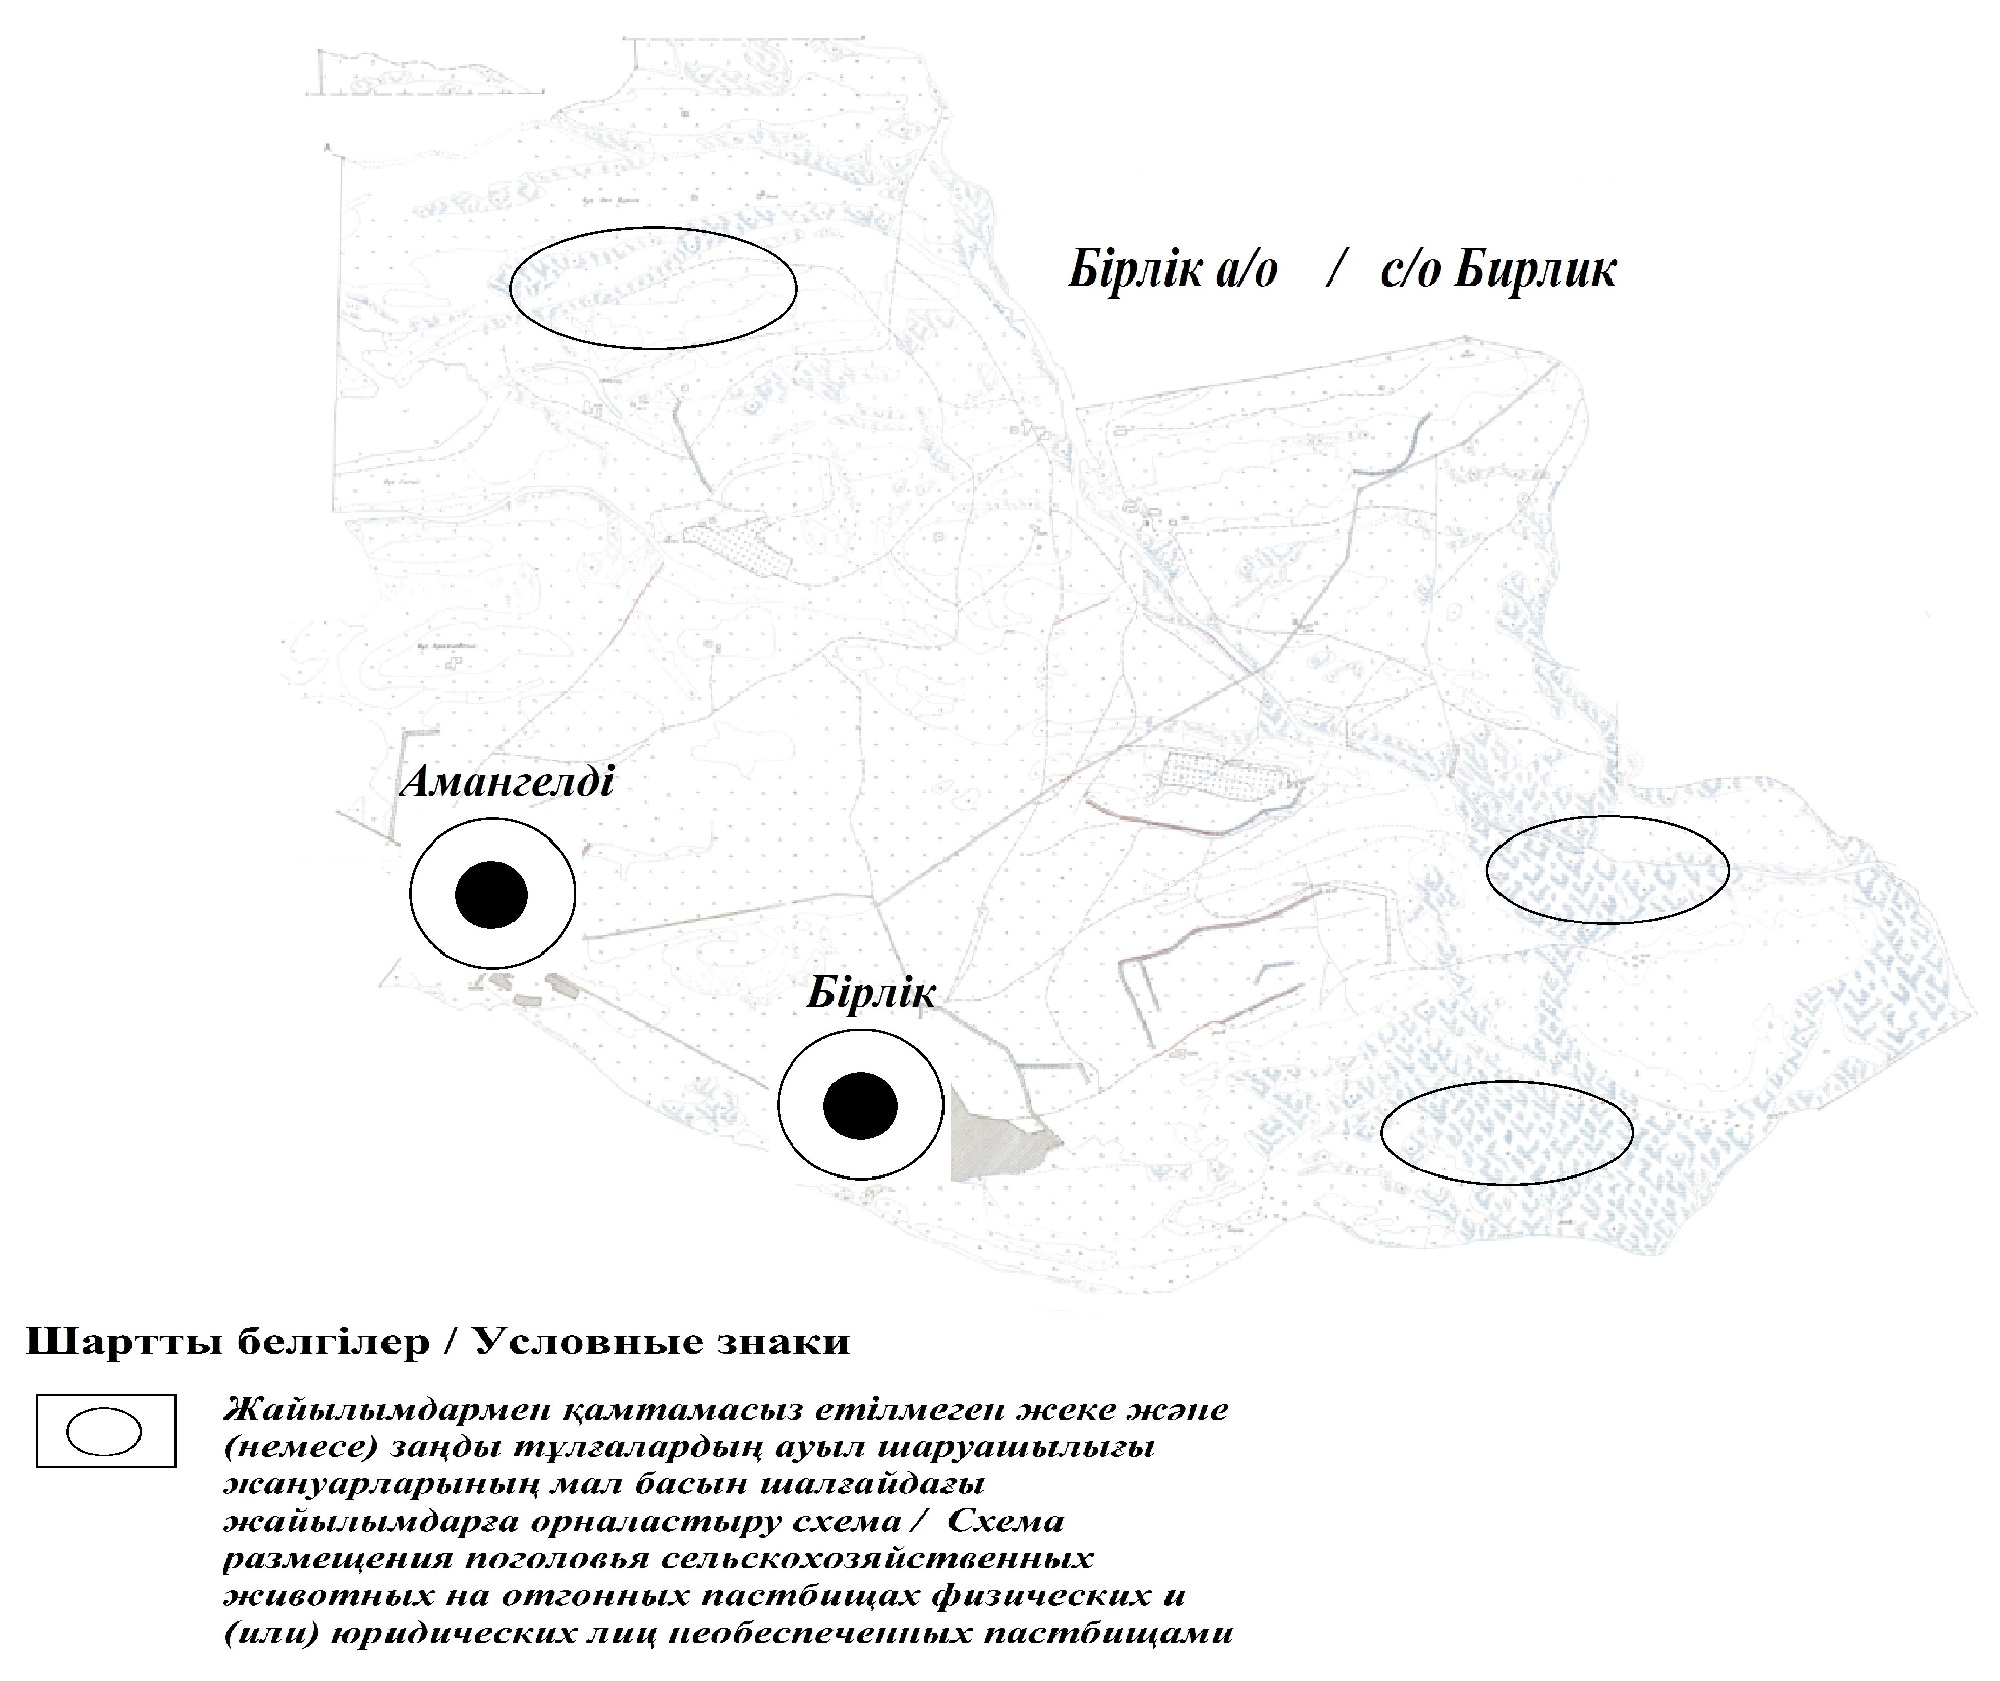 Бірлік а/о / с/о Бирлик
Амангелді
Бірлік
Шартты белгілер / Условные знаки
Жайылымдармен қамтамасыз етілмеген жеке және
(немесе) заңды тұлғалардың ауыл шаруашылығы
жануарларының мал басын шалғайдағы
жайылымдарға орналастыру схема / Схема
размещения поголовья сельскохозяйственных
животных на отгонных пастбищах физических и
(или) юридических лиц необеспеченных пастбищами